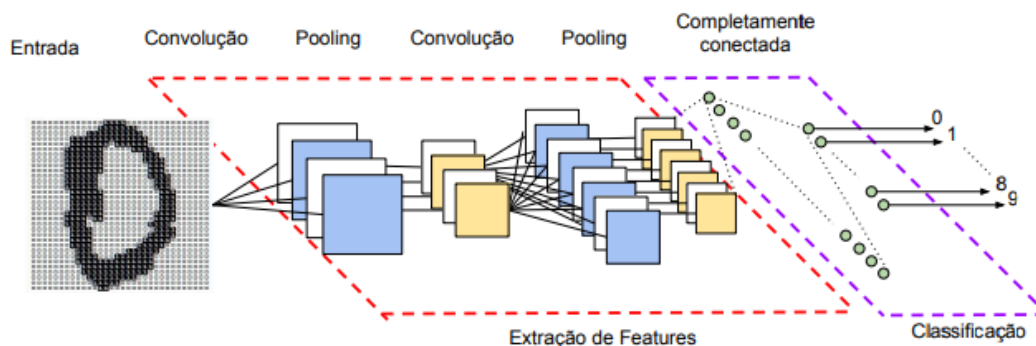 Entrada
Convolução
Pooling
Convolução
Pooling
Completamente
conectada
0
1
8
9
Extração de Features
Classificação